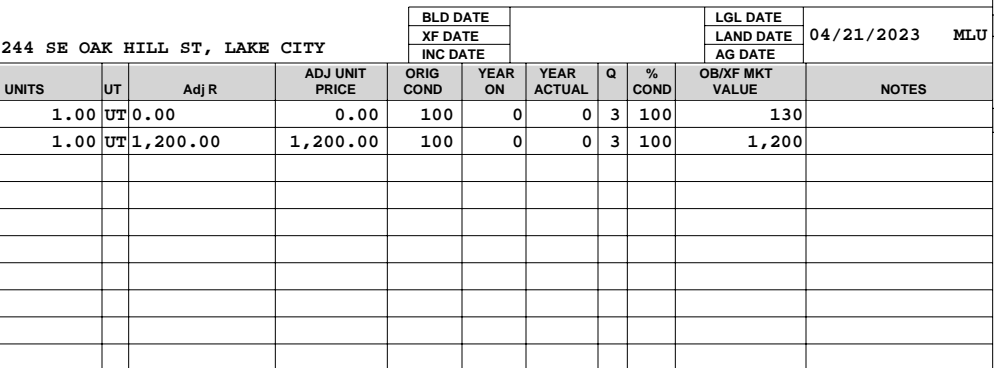 BLD DATE LGL DATE
XF DATE LAND DATE 04/21/2023 MLU
244 SE OAK HILL ST, LAKE CITY
INC DATE AG DATE
UNITS UT Adj R ADJ UNIT PRICE ORIG COND YEAR ON YEAR ACTUAL Q % COND OB/XF MKT VALUE NOTES
1.00 UT 0.00 0.00 100 0 0 3 100 130
1.00 UT 1,200.00 1,200.00 100 0 0 3 100 1,200